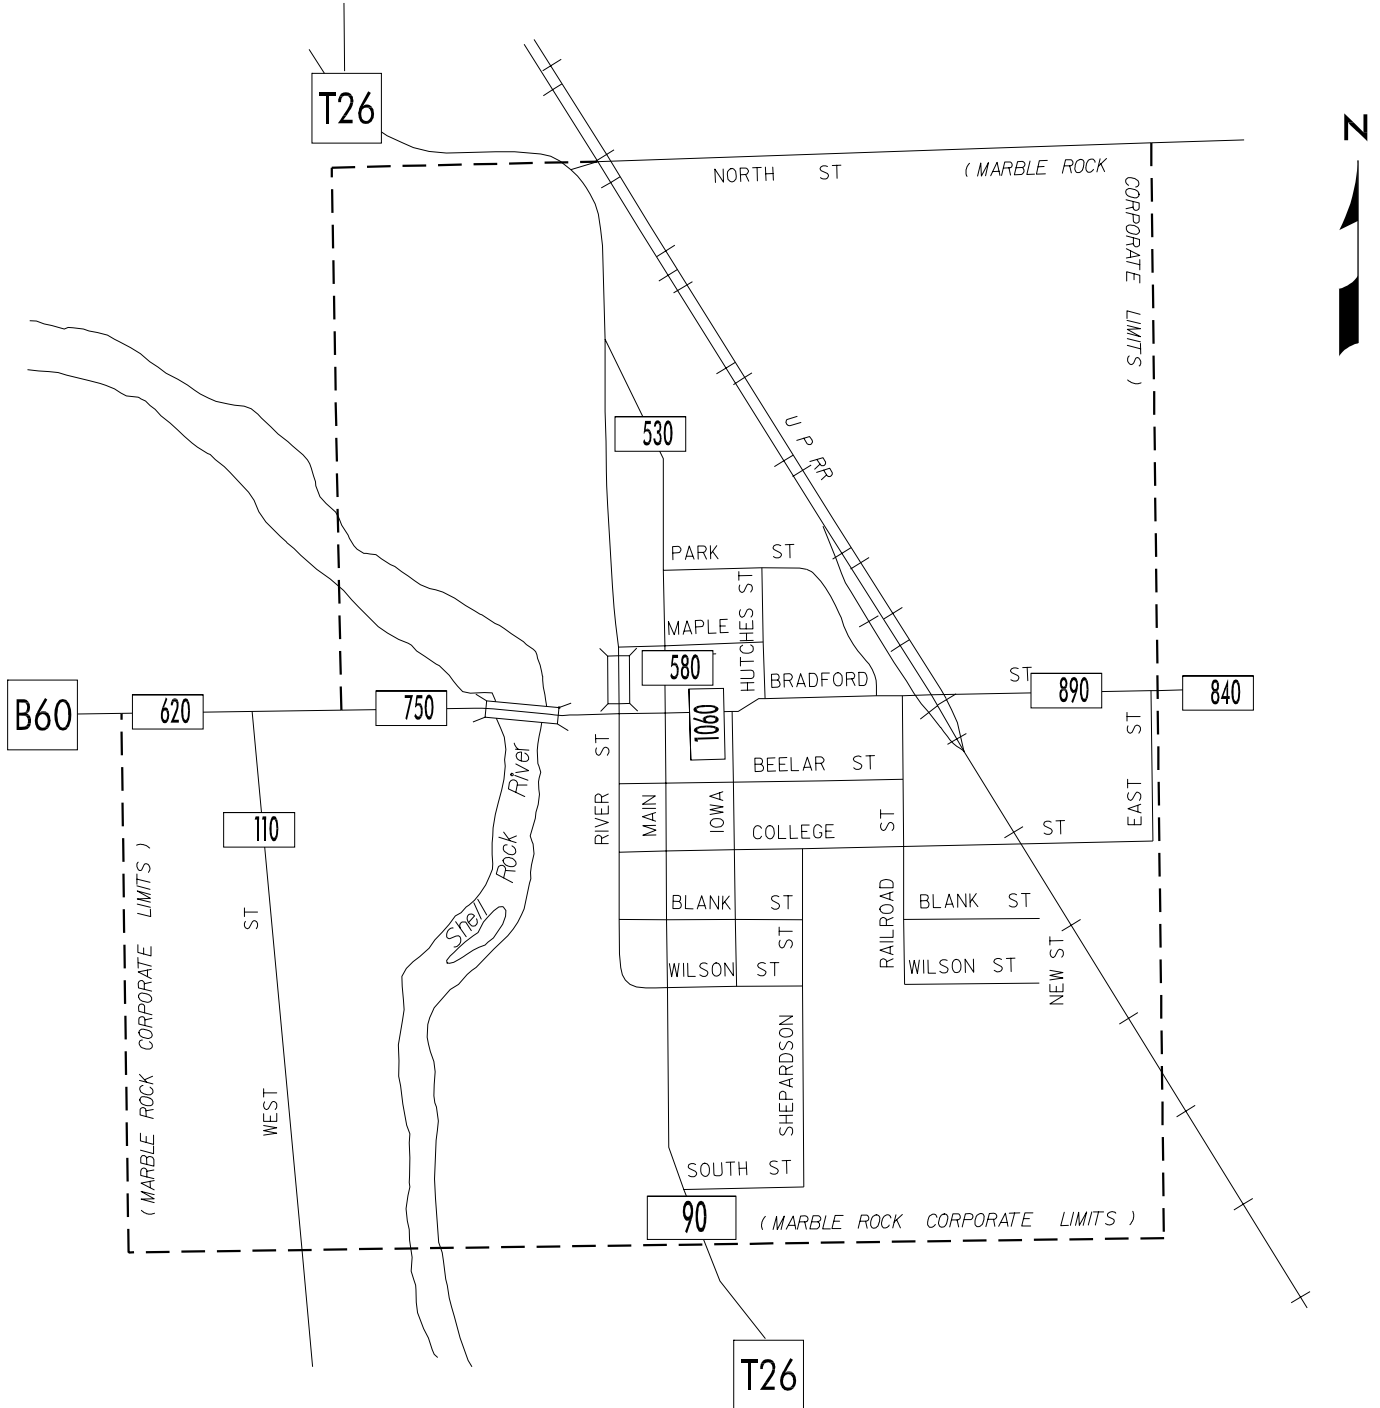 T26
N
NORTH ST
( MARBLE ROCK
CORPORATE LIMITS )
530
U P RR
PARK ST
MAPLE
HUTCHES ST
580
BRADFORD ST
B60
620
750
1060
890
840
River
ST
BEELAR ST
ST
110
RIVER
MAIN
IOWA
COLLEGE ST
ST
EAST
Rock
( MARBLE ROCK CORPORATE LIMITS )
ST
Shell
BLANK ST
RAILROAD
BLANK ST
ST
WILSON ST
WILSON ST
NEW ST
WEST
SHEPARDSON
SOUTH ST
90
( MARBLE ROCK CORPORATE LIMITS )
T26